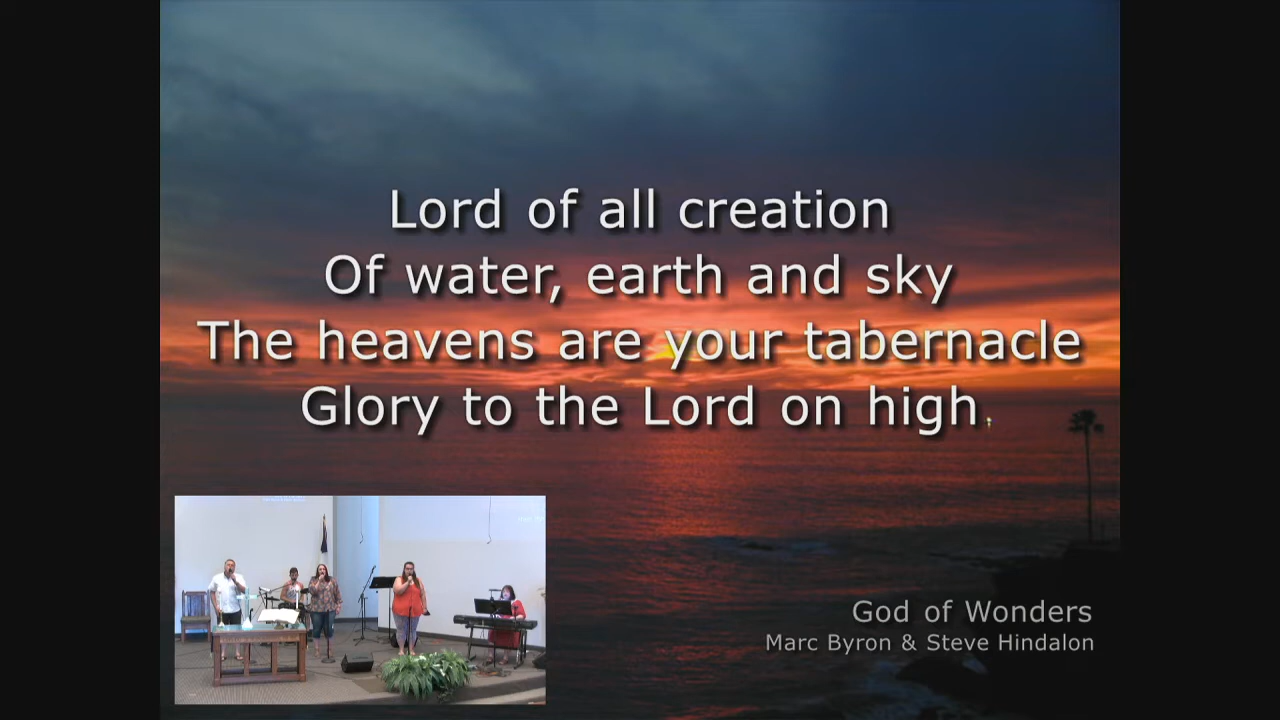 Lord of all creation
Of water, earth and sky
The heavens are your tabernacle
Glory to the Lord on high
God of Wonders
Marc Byron & Steve Hindalon